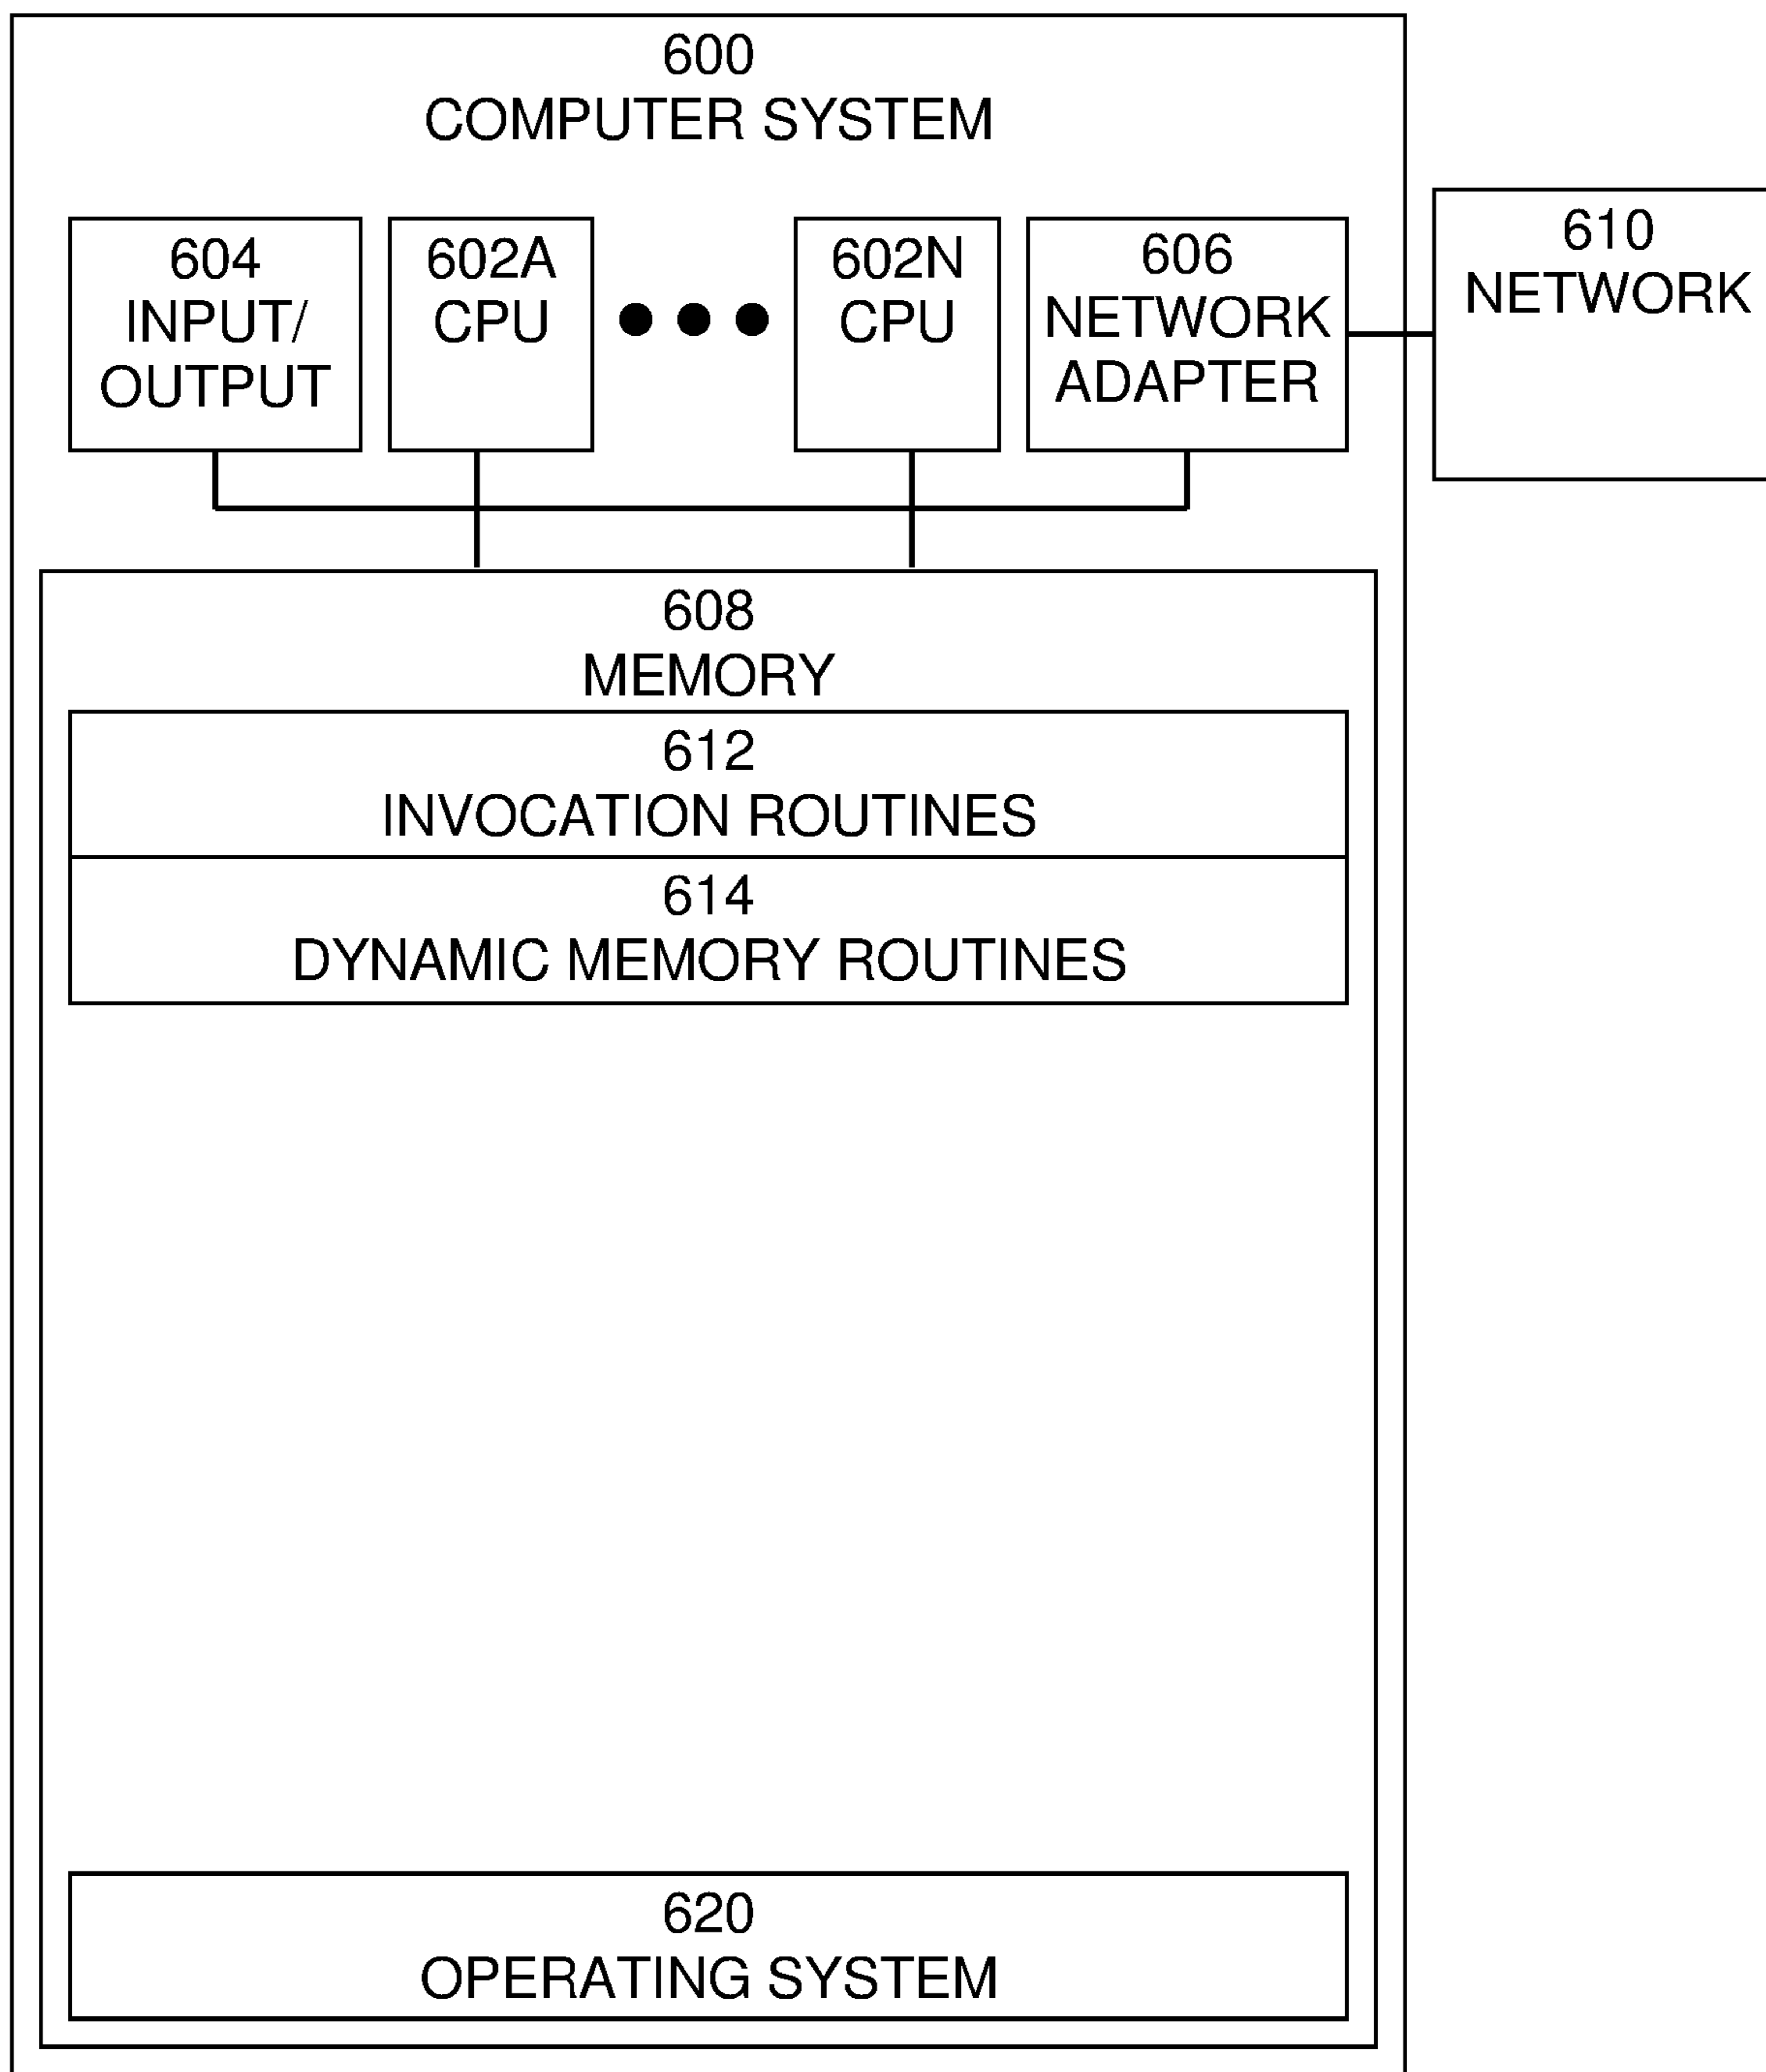 600
COMPUTER SYSTEM
604
INPUT/
OUTPUT
602A
CPU
602N
CPU
606
NETWORK
ADAPTER
610
NETWORK
608
MEMORY
612
INVOCATION ROUTINES
614
DYNAMIC MEMORY ROUTINES
620
OPERATING SYSTEM